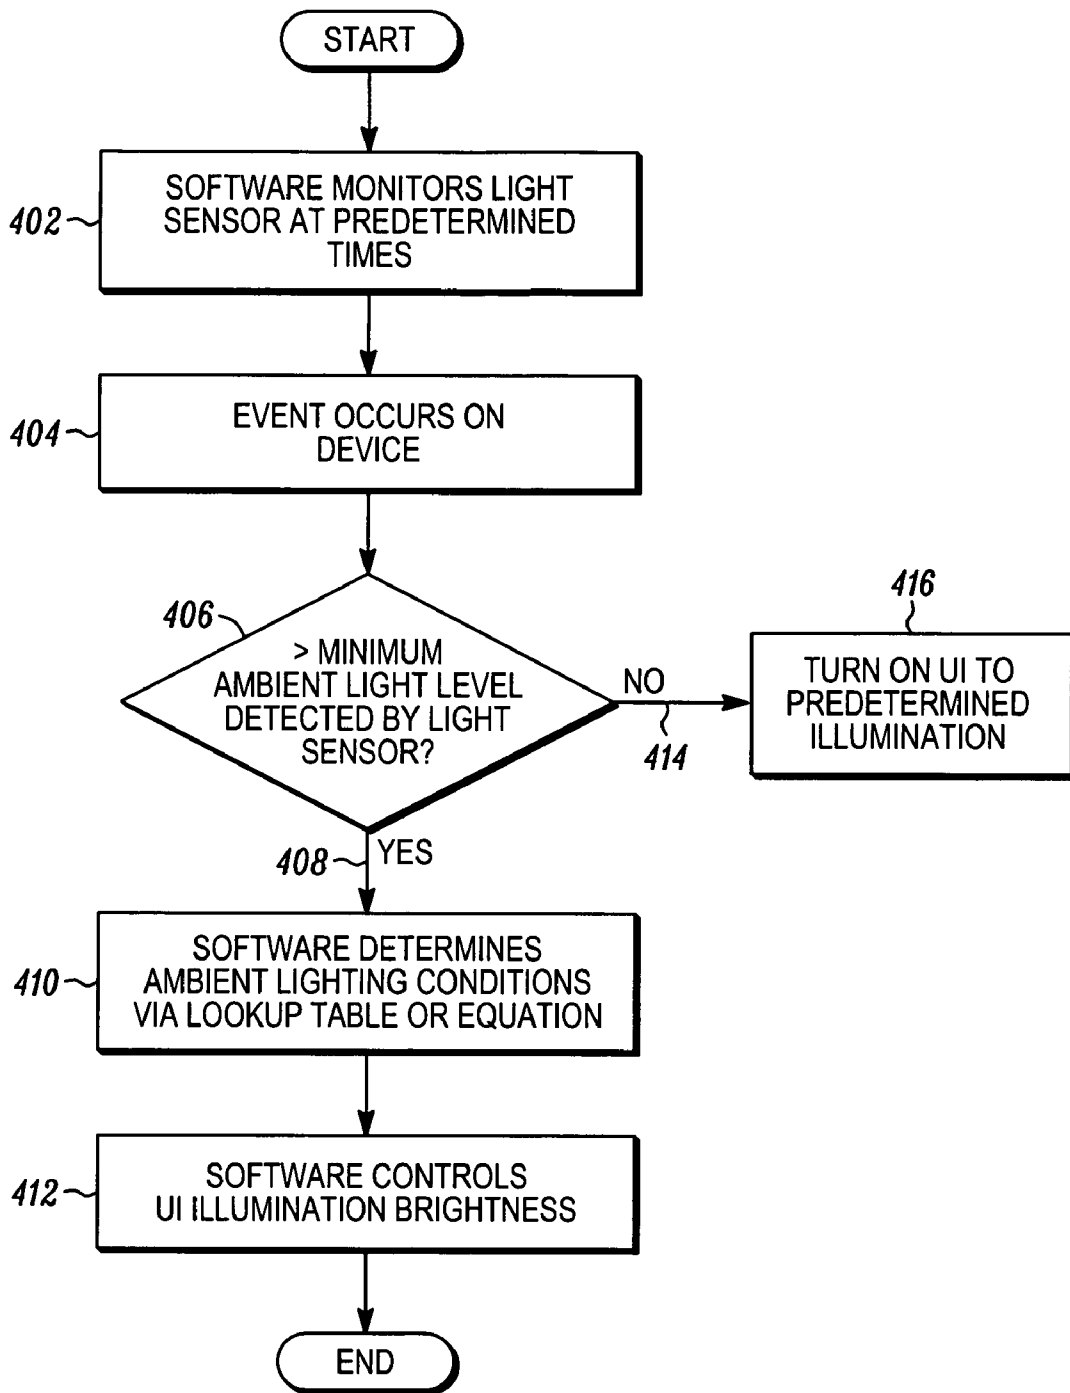 START
402
SOFTWARE MONITORS LIGHT
SENSOR AT PREDETERMINED
TIMES
404
EVENT OCCURS ON
DEVICE
406
> MINIMUM
AMBIENT LIGHT LEVEL
DETECTED BY LIGHT
SENSOR?
NO
414
416
TURN ON UI TO
PREDETERMINED
ILLUMINATION
408
YES
410
SOFTWARE DETERMINES
AMBIENT LIGHTING CONDITIONS
VIA LOOKUP TABLE OR EQUATION
412
SOFTWARE CONTROLS
UI ILLUMINATION BRIGHTNESS
END